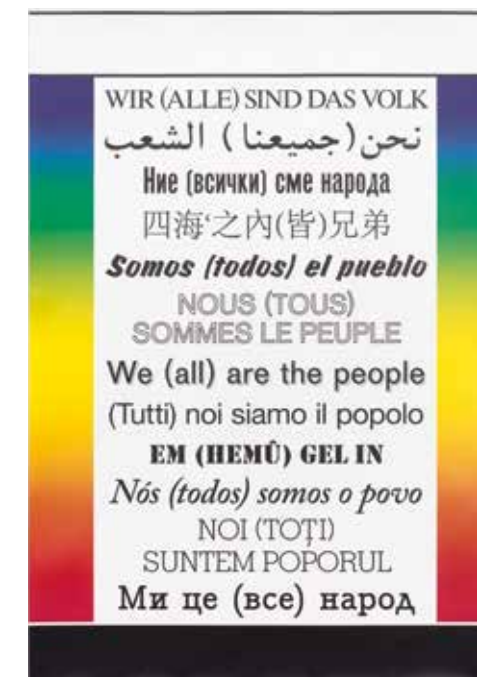 WIR (ALLE) SIND DAS VOLK
نحن (جميعنا) الشعب
Ние (всички) сме народа
四海‘之內(皆)兄弟
Somos (todos) el pueblo
NOUS (TOUS)
SOMMES LE PEUPLE
We (all) are the people
(Tutti) noi siamo il popolo
EM (HEMÛ) GEL IN
Nós (todos) somos o povo
NOI (TOȚI)
SUNTEM POPORUL
Ми це (все) народ